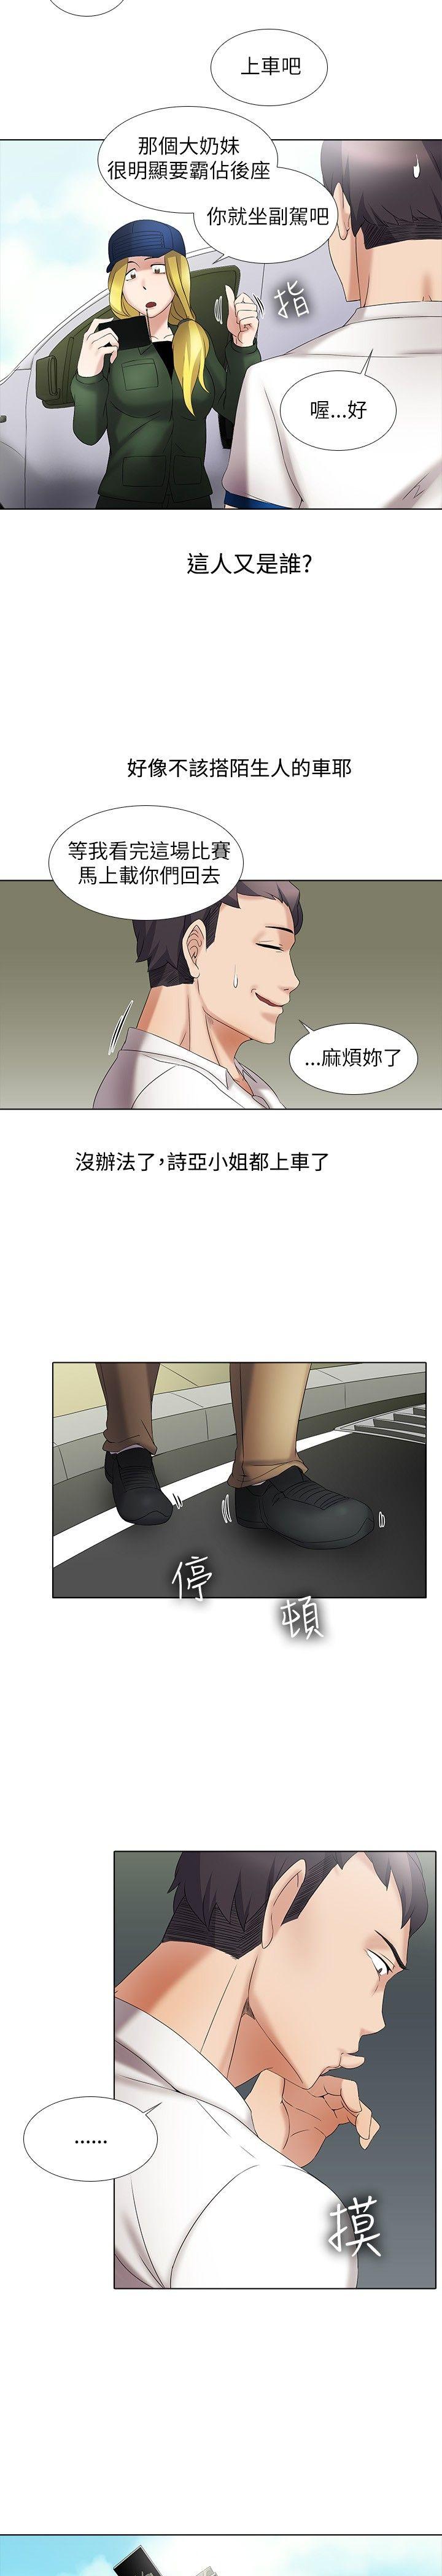 上車吧
那個大奶妹
很明顯要霸佔後座
你就坐副駕吧
指
喔...好
這人又是誰?
好像不該搭陌生人的車耶
等我看完這場比賽
馬上載你們回去
...麻煩妳了
沒辦法了,詩亞小姐都上車了
停
頓
......
摸